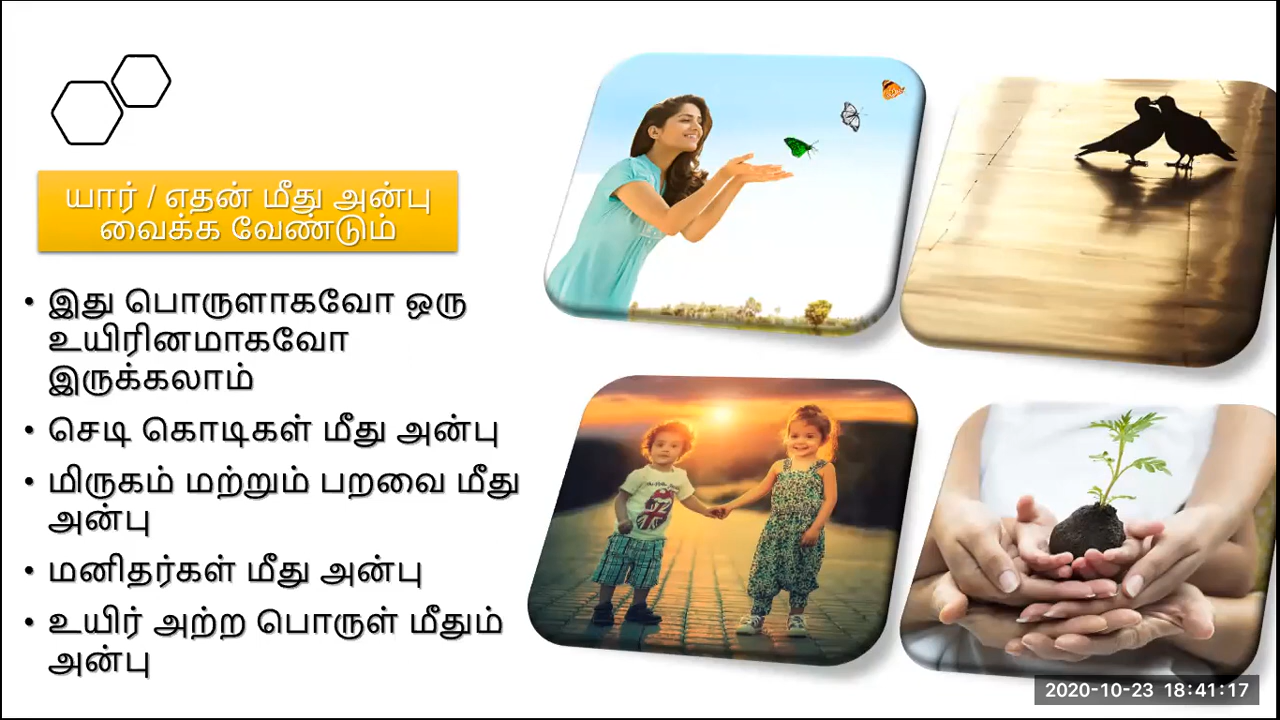 யார் / எதன் மீது அன்பு
வைக்க வேண்டும்
• இது பொருளாகவோ ஒரு
உயிரினமாகவோ
இருக்கலாம்
• செடி கொடிகள் மீது அன்பு
• மிருகம் மற்றும் பறவை மீது
அன்பு
• மனிதர்கள் மீது அன்பு
• உயிர் அற்ற பொருள் மீதும்
அன்பு
2020-10-23 18:41:17